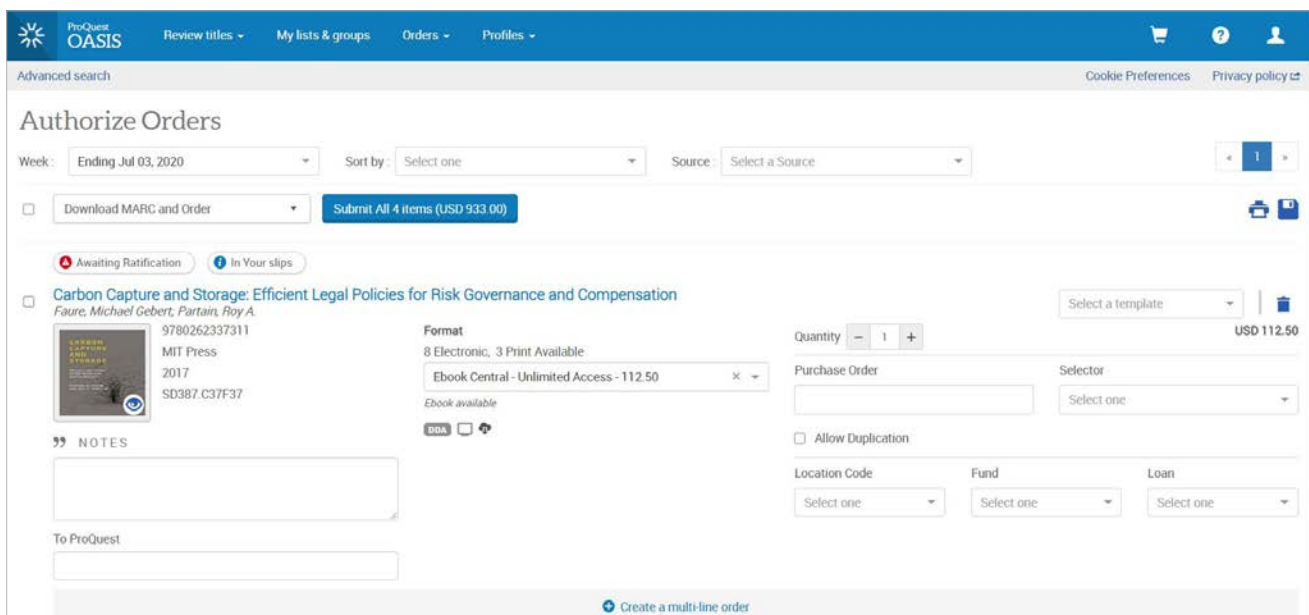 ProQuest
OASIS
Review titles
My lists & groups
Orders
Profiles
Advanced search
Cookie Preferences
Privacy policy
Authorize Orders
Week :
Ending Jul 03, 2020
Sort by :
Select one
Source :
Select a Source
«
1
»
Download MARC and Order
Submit All 4 items (USD 933.00)
Awaiting Ratification
In Your slips
Carbon Capture and Storage: Efficient Legal Policies for Risk Governance and Compensation
Faure, Michael Gebert; Partain, Roy A.
Select a template
USD 112.50
CARBON
CAPTURE
AND
STORAGE
9780262337311
MIT Press
2017
SD387.C37F37
Format
8 Electronic, 3 Print Available
Ebook Central - Unlimited Access - 112.50
Ebook available
DDA
Quantity
1
Purchase Order
Selector
Select one
Allow Duplication
Location Code
Fund
Loan
Select one
Select one
Select one
NOTES
To ProQuest
Create a multi-line order